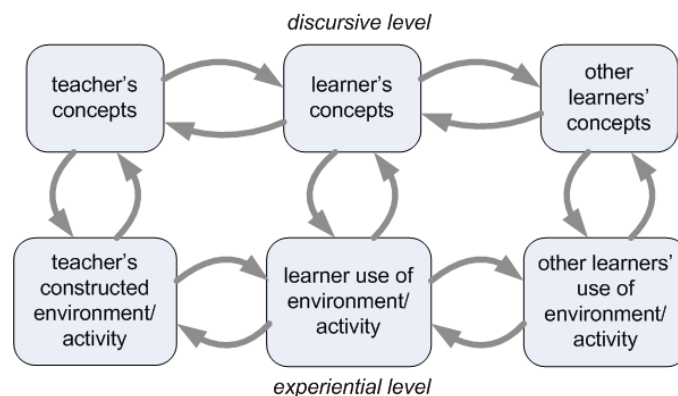 discursive level
teacher's
concepts
learner's
concepts
other
learners'
concepts
teacher's
constructed
environment/
activity
learner use of
environment/
activity
other learners'
use of
environment/
activity
experiential level